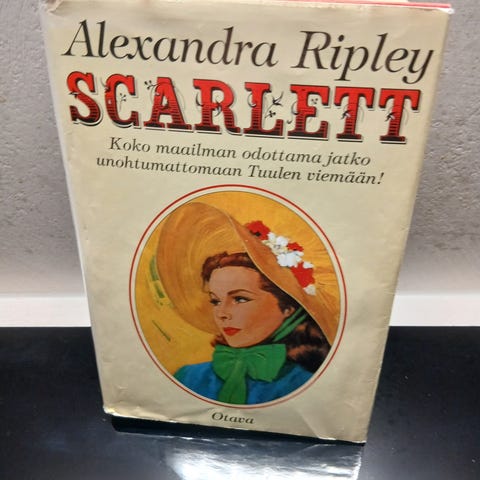 Alexandra Ripley
SCARLETT
Koko maailman odottama jatko
unohtumattomaan Tuulen viemään!
Otava